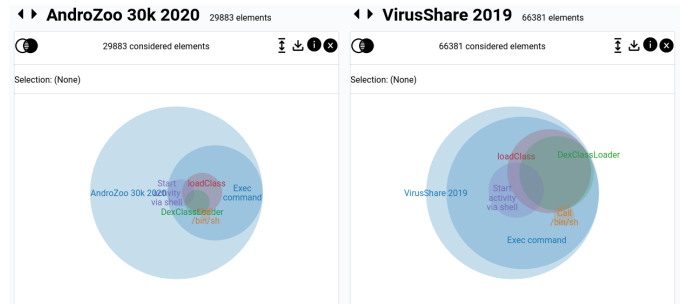 AndroZoo 30k 2020 29883 elements
29883 considered elements
Selection: (None)
Start
activity
via shell
loadClass
AndroZoo 30k 2020
Exec
command
DexClassLoader
/bin/sh
VirusShare 2019 66381 elements
66381 considered elements
Selection: (None)
loadClass
DexClassLoader
VirusShare 2019
Start
activity
via shell
Call
/bin/sh
Exec command